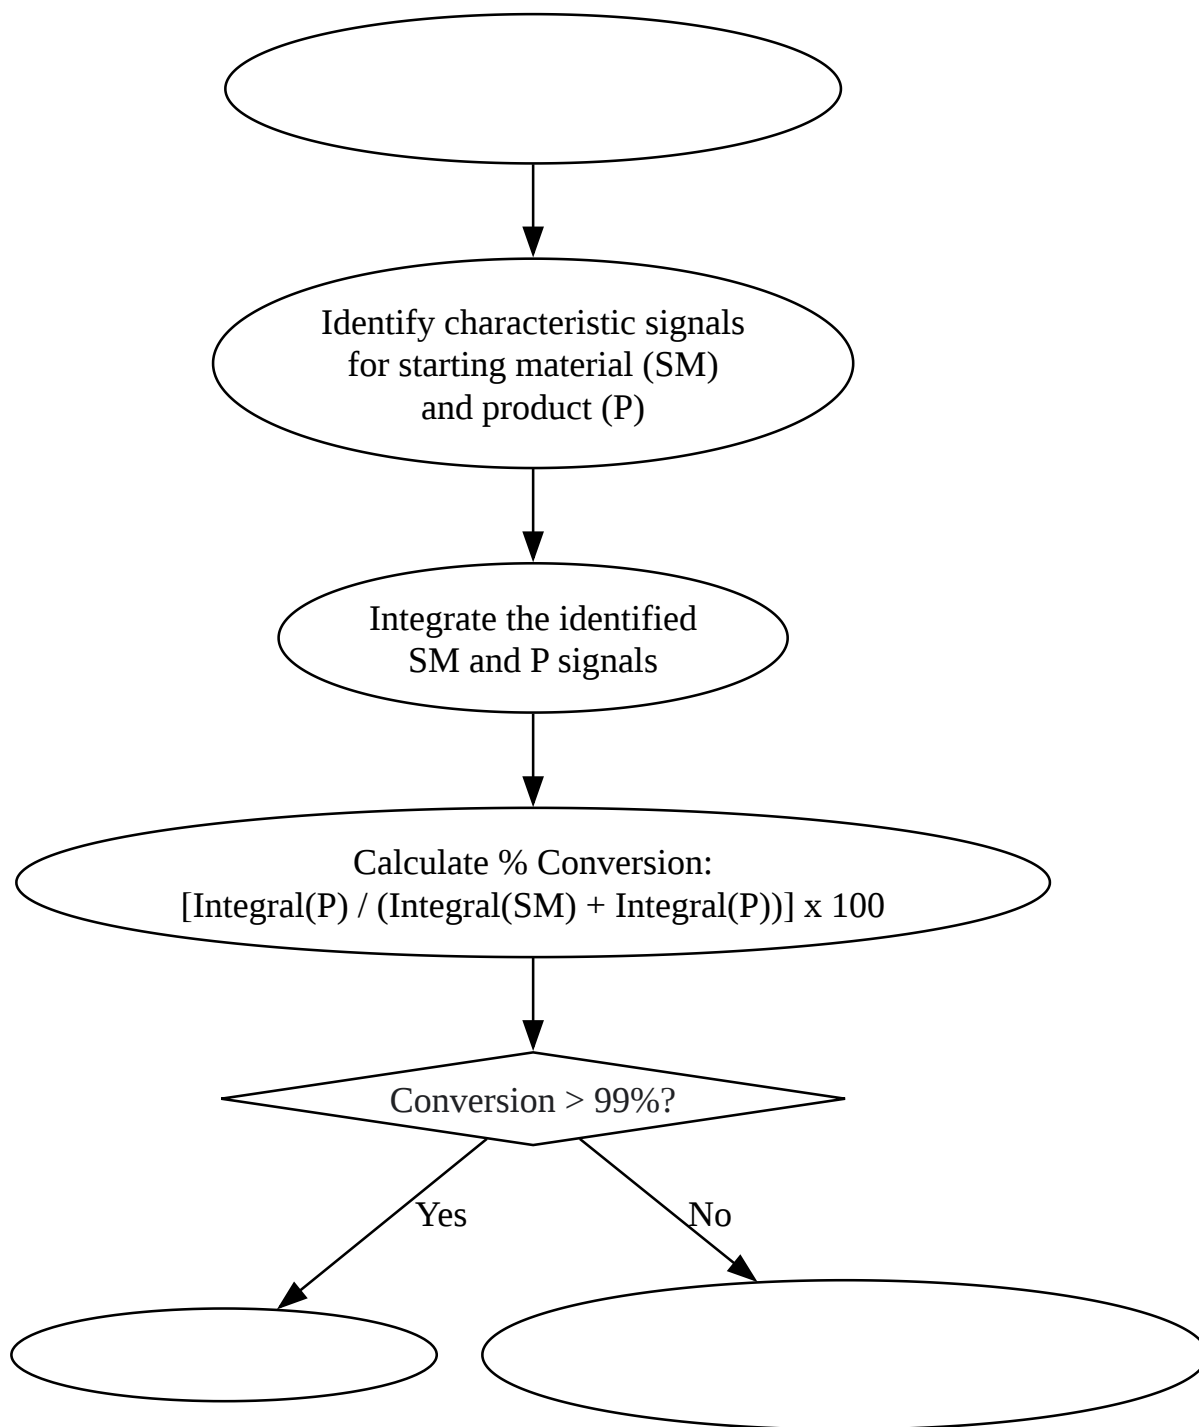 Identify characteristic signals
for starting material (SM)
and product (P)
Integrate the identified
SM and P signals
Calculate % Conversion:
[Integral(P) / (Integral(SM) + Integral(P))] x 100
Conversion > 99%?
Yes
No